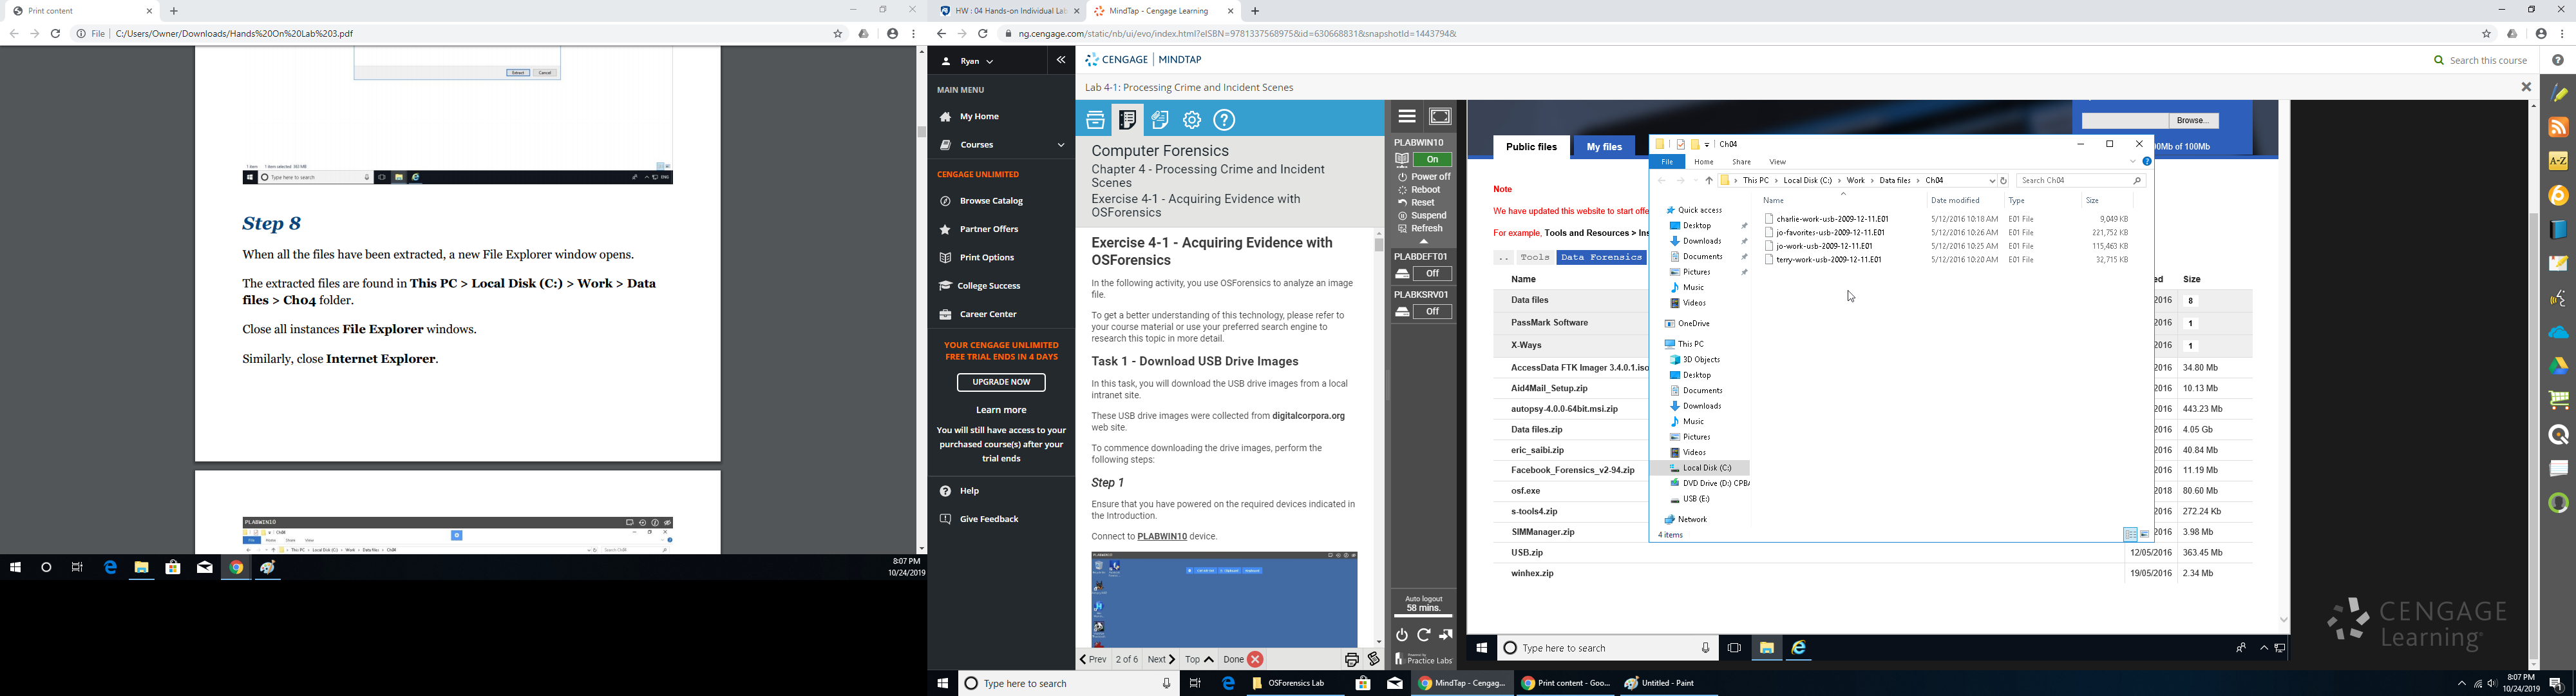 Print content
File | C:/Users/Owner/Downloads/Hands%20On%20Lab%203.pdf
Extract Cancel
Type here to search
Step 8
When all the files have been extracted, a new File Explorer window opens.
The extracted files are found in This PC > Local Disk (C:) > Work > Data
files > Ch04 folder.
Close all instances File Explorer windows.
Similarly, close Internet Explorer.
PLABWIN10
8:07 PM
10/24/2019
HW : 04 Hands-on Individual Lab
MindTap - Cengage Learning
ng.cengage.com/static/nb/ui/evo/index.html?eISBN=9781337568975&id=630668831&snapshotId=1443794&
Ryan
MAIN MENU
My Home
Courses
CENGAGE UNLIMITED
Browse Catalog
Partner Offers
Print Options
College Success
Career Center
YOUR CENGAGE UNLIMITED
FREE TRIAL ENDS IN 4 DAYS
UPGRADE NOW
Learn more
You will still have access to your
purchased course(s) after your
trial ends
Help
Give Feedback
CENGAGE | MINDTAP
Search this course
Lab 4-1: Processing Crime and Incident Scenes
Computer Forensics
Chapter 4 - Processing Crime and Incident
Scenes
Exercise 4-1 - Acquiring Evidence with
OSForensics
Exercise 4-1 - Acquiring Evidence with
OSForensics
In the following activity, you use OSForensics to analyze an image
file.
To get a better understanding of this technology, please refer to
your course material or use your preferred search engine to
research this topic in more detail.
Task 1 - Download USB Drive Images
In this task, you will download the USB drive images from a local
intranet site.
These USB drive images were collected from digitalcorpora.org
web site.
To commence downloading the drive images, perform the
following steps:
Step 1
Ensure that you have powered on the required devices indicated in
the Introduction.
Connect to PLABWIN10 device.
Prev 2 of 6 Next Top Done
PLABWIN10
On
Power off
Reboot
Reset
Suspend
Refresh
PLABDEFT01
Off
PLABKSRV01
Off
Auto logout
58 mins.
Practice Labs
Browse...
0Mb of 100Mb
Public files My files
Note
We have updated this website to start offe
For example, Tools and Resources > Ins
.. Tools Data Forensics
Name ed Size
Data files 2016 8
PassMark Software 2016 1
X-Ways 2016 1
AccessData FTK Imager 3.4.0.1.iso 2016 34.80 Mb
Aid4Mail_Setup.zip 2016 10.13 Mb
autopsy-4.0.0-64bit.msi.zip 2016 443.23 Mb
Data files.zip 2016 4.05 Gb
eric_saibi.zip 2016 40.84 Mb
Facebook_Forensics_v2-94.zip 2016 11.19 Mb
osf.exe 2018 80.60 Mb
s-tools4.zip 2016 272.24 Kb
SIMManager.zip 2016 3.98 Mb
USB.zip 12/05/2016 363.45 Mb
winhex.zip 19/05/2016 2.34 Mb
Ch04
File Home Share View
This PC > Local Disk (C:) > Work > Data files > Ch04
Search Ch04
Name Date modified Type Size
charlie-work-usb-2009-12-11.E01 5/12/2016 10:18 AM E01 File 9,049 KB
jo-favorites-usb-2009-12-11.E01 5/12/2016 10:26 AM E01 File 221,752 KB
jo-work-usb-2009-12-11.E01 5/12/2016 10:25 AM E01 File 115,463 KB
terry-work-usb-2009-12-11.E01 5/12/2016 10:20 AM E01 File 32,715 KB
Quick access
Desktop
Downloads
Documents
Pictures
Music
Videos
OneDrive
This PC
3D Objects
Desktop
Documents
Downloads
Music
Pictures
Videos
Local Disk (C:)
DVD Drive (D:) CPBA
USB (E:)
Network
4 items
Type here to search
CENGAGE
Learning
Type here to search
OSForensics Lab
MindTap - Cengag...
Print content - Goo...
Untitled - Paint
8:07 PM
10/24/2019